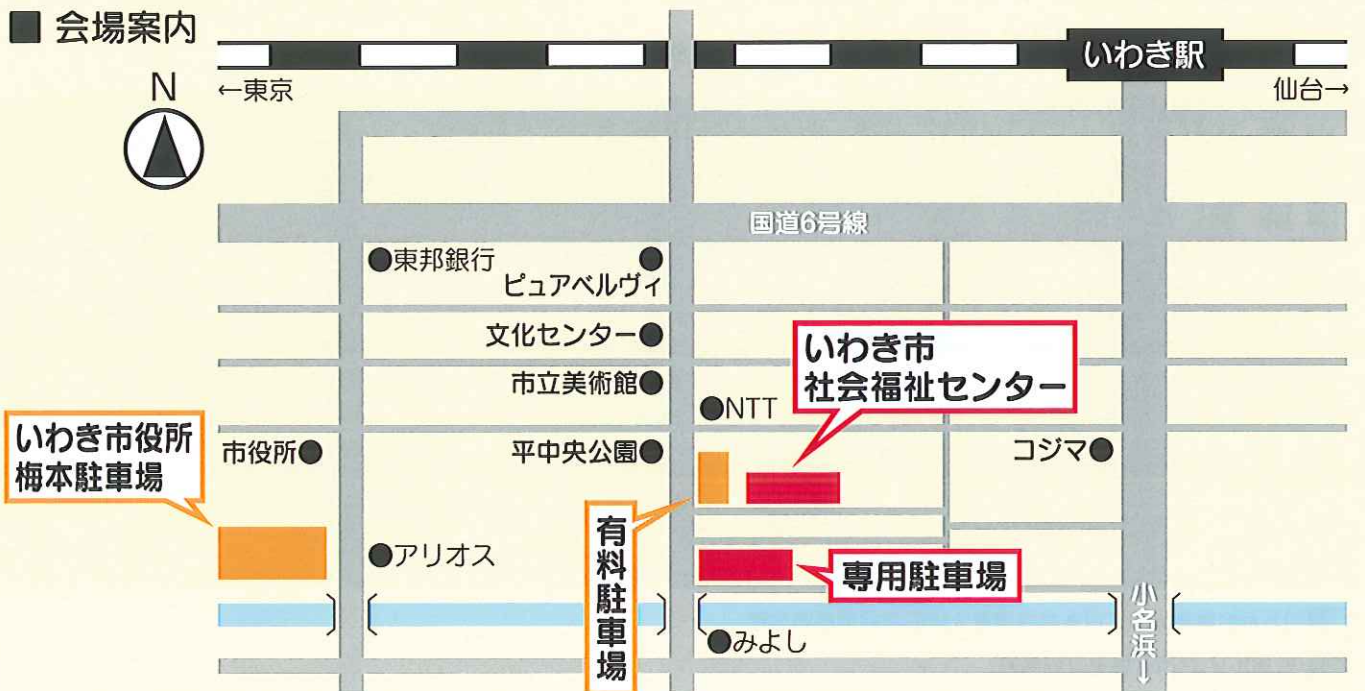 ■ 会場案内
N
←東京
いわき駅
仙台→
国道6号線
●東邦銀行
ピュアベルヴィ
文化センター●
市立美術館●
●NTT
いわき市
社会福祉センター
いわき市役所
梅本駐車場
市役所●
平中央公園●
コジマ●
有料駐車場
●アリオス
専用駐車場
小名浜→
●みよし